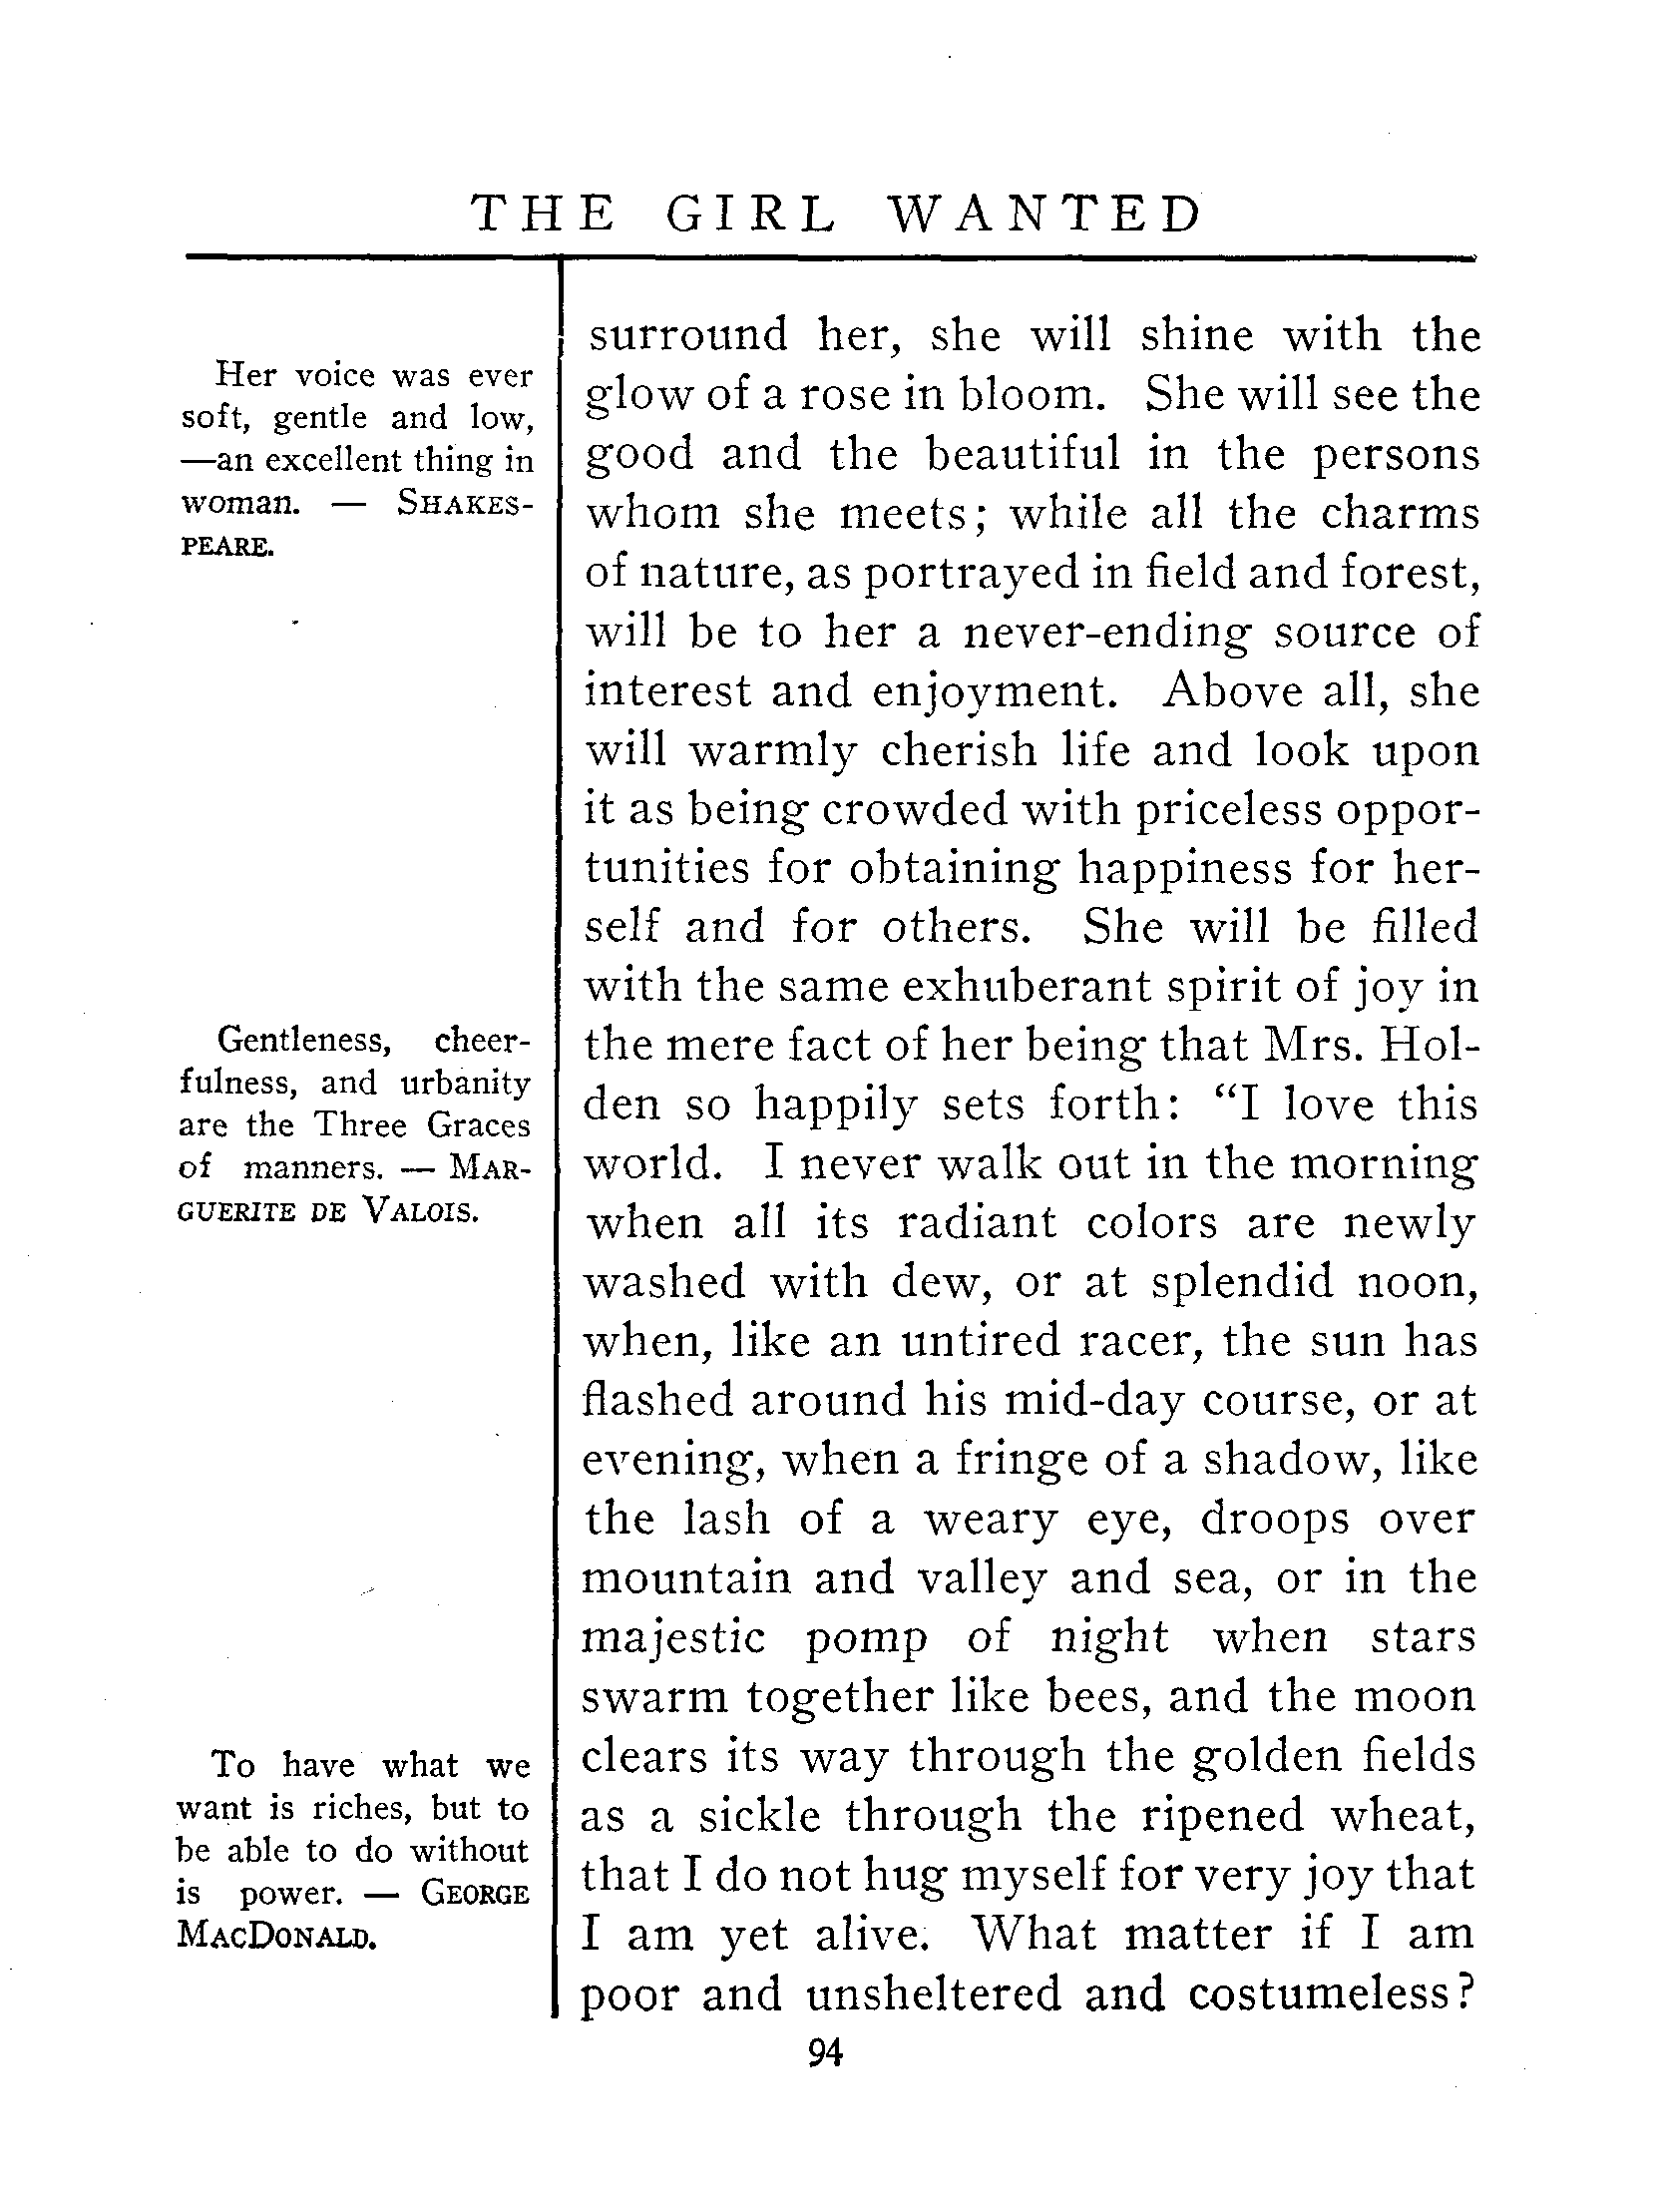 THE GIRL WANTED
Her voice was ever
soft, gentle and low,
—an excellent thing in
woman. — SHAKES-
PEARE.
Gentleness, cheer-
fulness, and urbanity
are the Three Graces
of manners. — MAR-
GUERITE DE VALOIS.
To have what we
want is riches, but to
be able to do without
is power. — GEORGE
MACDONALD.
surround her, she will shine with the
glow of a rose in bloom. She will see the
good and the beautiful in the persons
whom she meets; while all the charms
of nature, as portrayed in field and forest,
will be to her a never-ending source of
interest and enjoyment. Above all, she
will warmly cherish life and look upon
it as being crowded with priceless oppor-
tunities for obtaining happiness for her-
self and for others. She will be filled
with the same exhuberant spirit of joy in
the mere fact of her being that Mrs. Hol-
den so happily sets forth: "I love this
world. I never walk out in the morning
when all its radiant colors are newly
washed with dew, or at splendid noon,
when, like an untired racer, the sun has
flashed around his mid-day course, or at
evening, when a fringe of a shadow, like
the lash of a weary eye, droops over
mountain and valley and sea, or in the
majestic pomp of night when stars
swarm together like bees, and the moon
clears its way through the golden fields
as a sickle through the ripened wheat,
that I do not hug myself for very joy that
I am yet alive. What matter if I am
poor and unsheltered and costumeless?
94